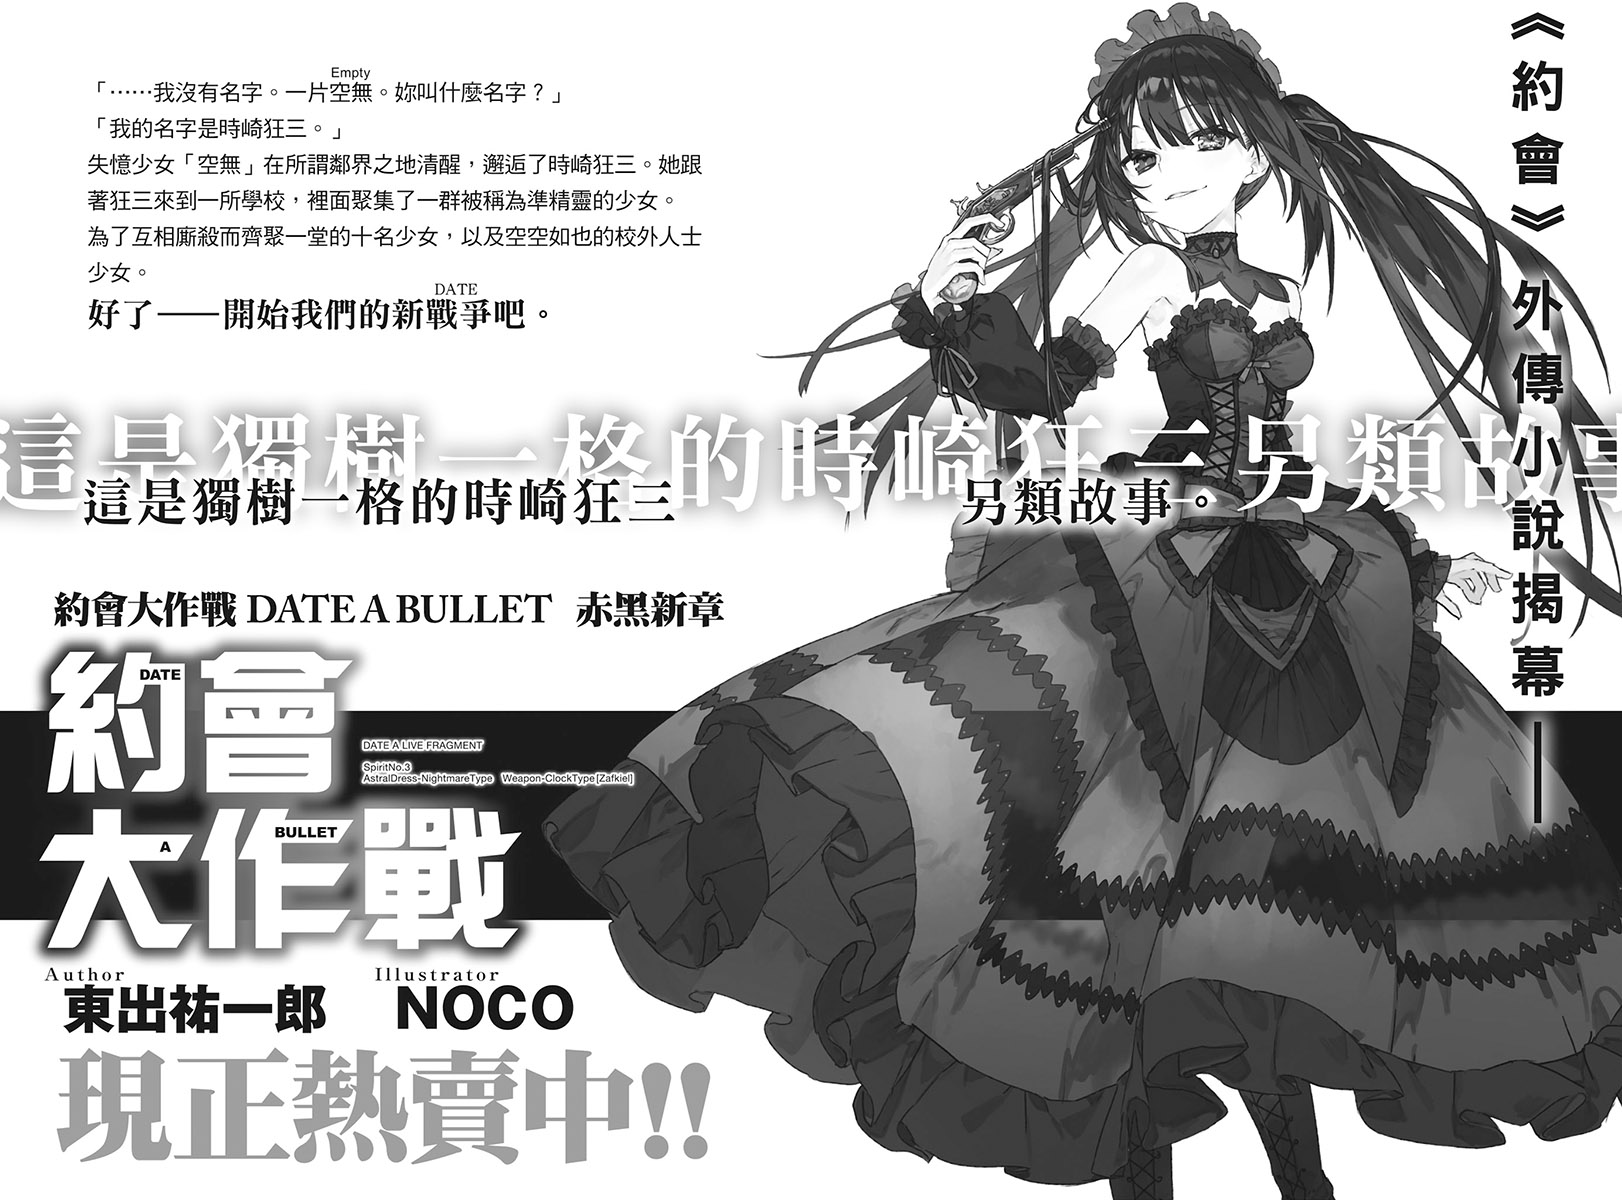 《約會》外傳小說揭幕——
Empty
「……我沒有名字。一片空無。妳叫什麼名字？」
「我的名字是時崎狂三。」
失憶少女「空無」在所謂鄰界之地清醒，邂逅了時崎狂三。她跟
著狂三來到一所學校，裡面聚集了一群被稱為準精靈的少女。
為了互相廝殺而齊聚一堂的十名少女，以及空空如也的校外人士
少女。
DATE
好了——開始我們的新戰爭吧。
這是獨樹一格的時崎狂三另類故事
這是獨樹一格的時崎狂三 另類故事。
約會大作戰 DATE A BULLET 赤黑新章
約會
DATE
大作戰
A BULLET
DATE A LIVE FRAGMENT
SpiritNo.3
AstralDress-NightmareType Weapon-ClockType[Zafkiel]
Author Illustrator
東出祐一郎 NOCO
現正熱賣中!!